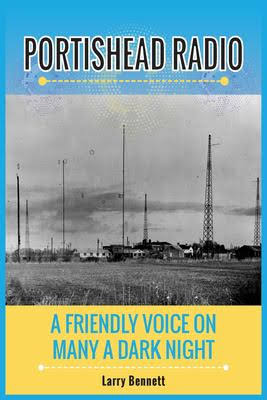 PORTISHEAD RADIO
A FRIENDLY VOICE ON
MANY A DARK NIGHT
Larry Bennett